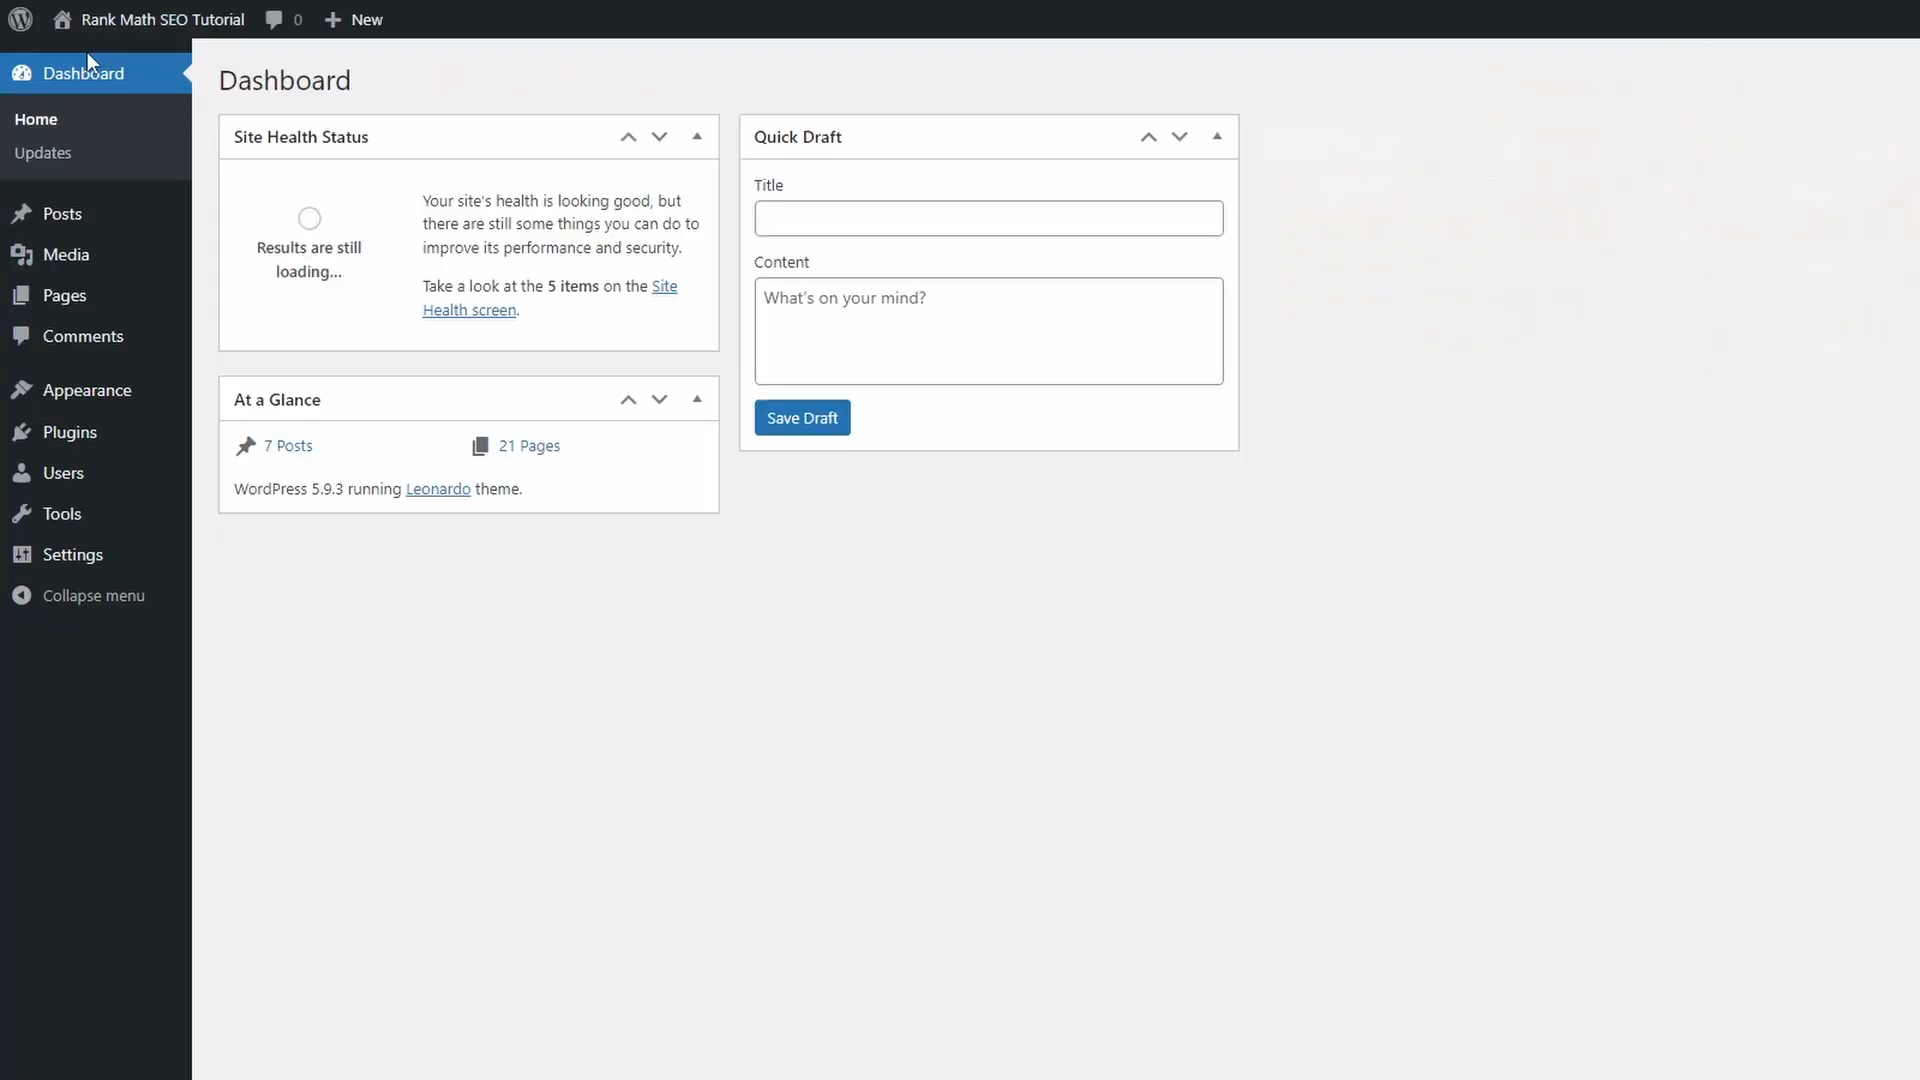 Rank Math SEO Tutorial 0 New
Dashboard
Home
Updates
Posts
Media
Pages
Comments
Appearance
Plugins
Users
Tools
Settings
Collapse menu
Dashboard
Site Health Status
Results are still
loading...
Your site's health is looking good, but
there are still some things you can do to
improve its performance and security.
Take a look at the 5 items on the Site
Health screen.
At a Glance
7 Posts 21 Pages
WordPress 5.9.3 running Leonardo theme.
Quick Draft
Title
Content
What's on your mind?
Save Draft